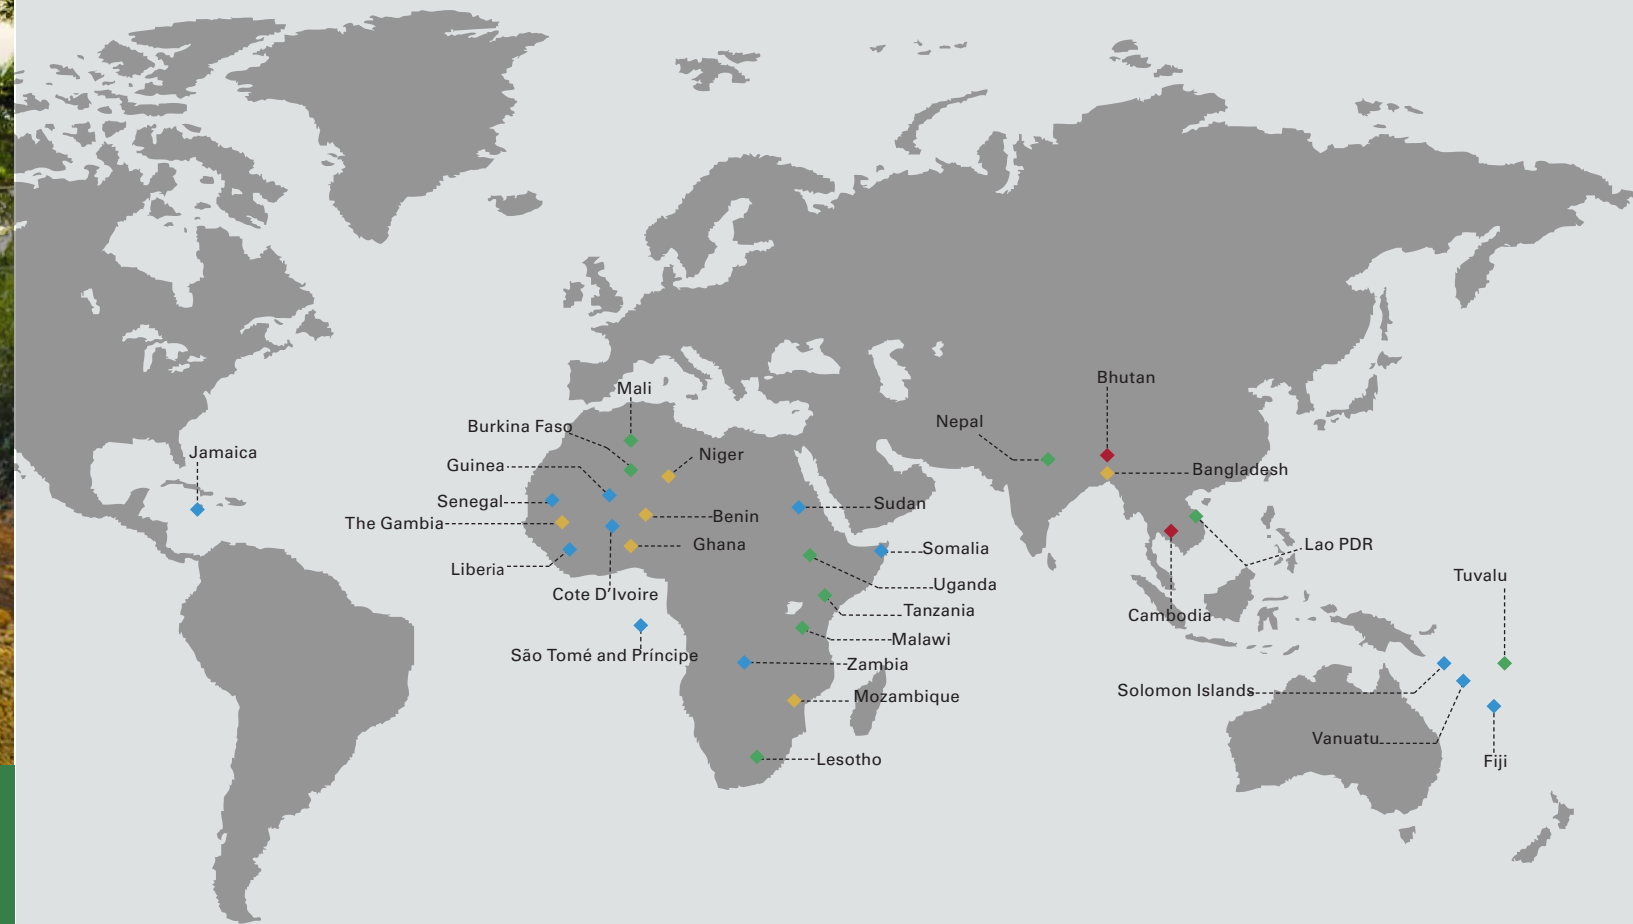 Bhutan
Mali
Nepal
Burkina Faso
Jamaica
Niger
Guinea
Bangladesh
Senegal
Sudan
Benin
The Gambia
Ghana
Lao PDR
Somalia
Liberia
Tuvalu
Uganda
Cote D'Ivoire
Tanzania
Cambodia
Malawi
São Tomé and Príncipe
Zambia
Solomon Islands
Mozambique
Vanuatu
Lesotho
Fiji